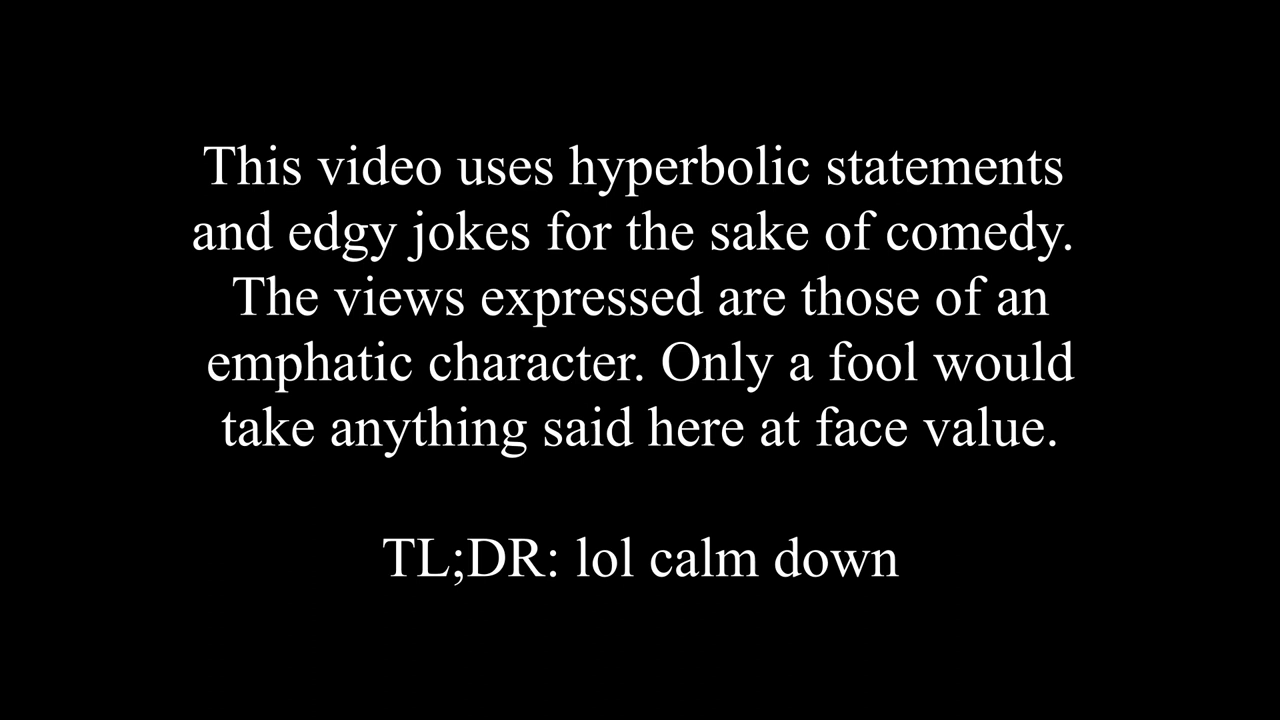 This video uses hyperbolic statements
and edgy jokes for the sake of comedy.
The views expressed are those of an
emphatic character. Only a fool would
take anything said here at face value.
TL;DR: lol calm down